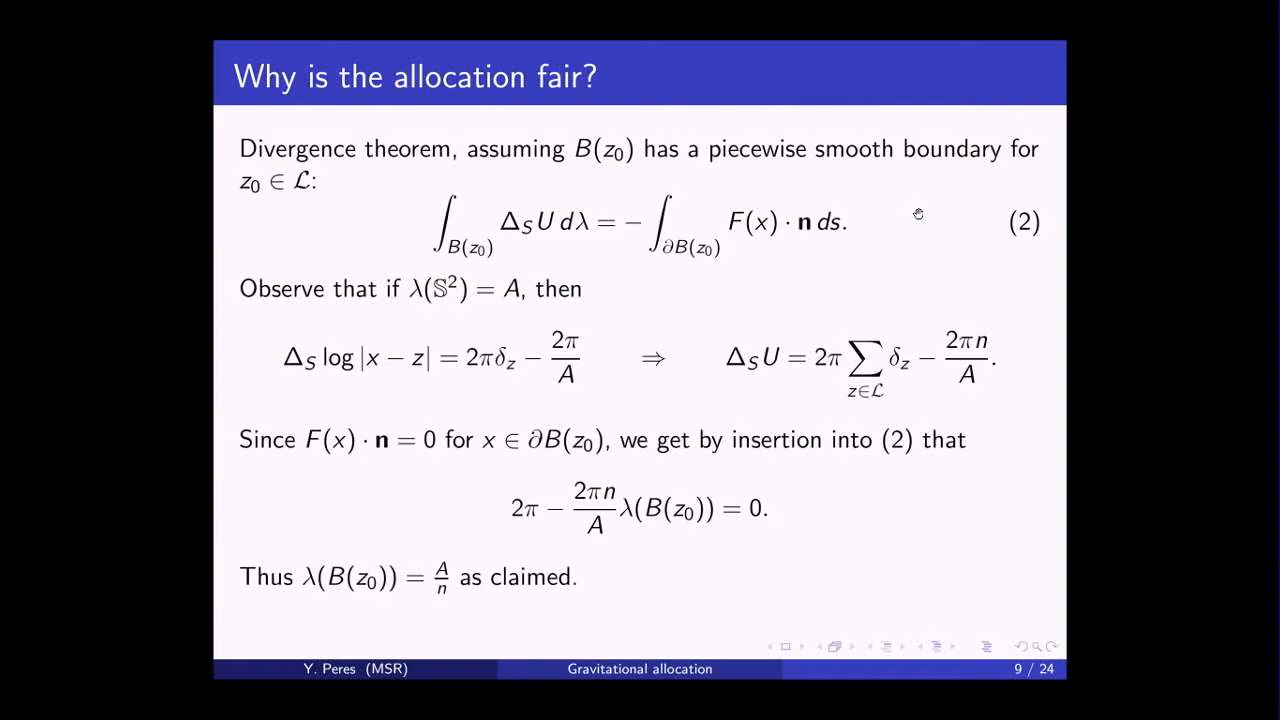 Why is the allocation fair?
Divergence theorem, assuming B(z₀) has a piecewise smooth boundary for
z₀ ∈ ℒ:
∫_{B(z₀)} Δ_S U dλ = − ∫_{∂B(z₀)} F(x) · n ds. (2)
Observe that if λ(𝕊²) = A, then
Δ_S log |x − z| = 2πδ_z − 2π/A ⇒ Δ_S U = 2π ∑_{z∈ℒ} δ_z − 2πn/A.
Since F(x) · n = 0 for x ∈ ∂B(z₀), we get by insertion into (2) that
2π − 2πn/A λ(B(z₀)) = 0.
Thus λ(B(z₀)) = A/n as claimed.
Y. Peres (MSR) Gravitational allocation 9 / 24